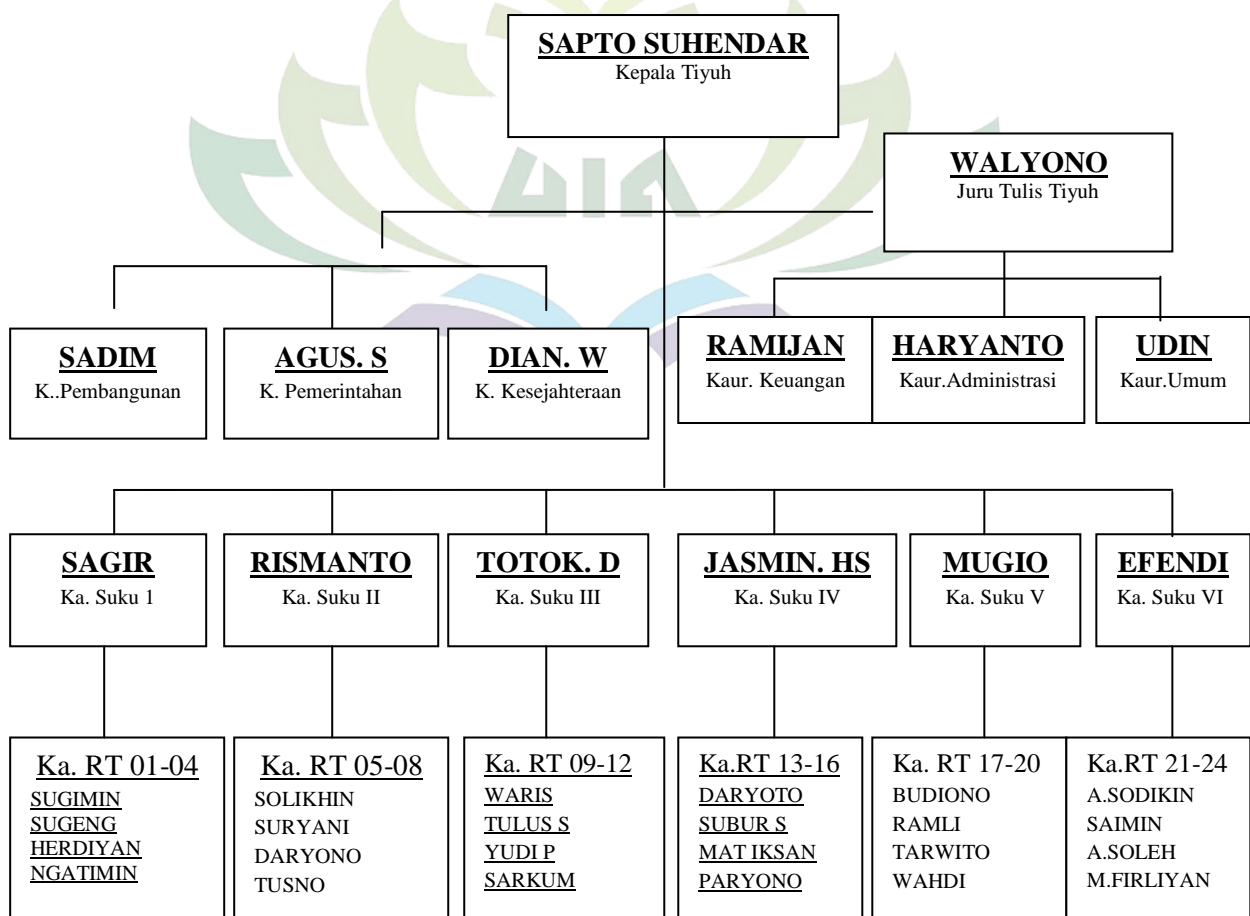 SAPTO SUHENDAR
Kepala Tiyuh
WALYONO
Juru Tulis Tiyuh
UIN
SADIM
K..Pembangunan
AGUS. S
K. Pemerintahan
DIAN. W
K. Kesejahteraan
RAMIJAN
Kaur. Keuangan
HARYANTO
Kaur.Administrasi
UDIN
Kaur.Umum
SAGIR
Ka. Suku 1
RISMANTO
Ka. Suku II
TOTOK. D
Ka. Suku III
JASMIN. HS
Ka. Suku IV
MUGIO
Ka. Suku V
EFENDI
Ka. Suku VI
Ka. RT 01-04
SUGIMIN
SUGENG
HERDIYAN
NGATIMIN
Ka. RT 05-08
SOLIKHIN
SURYANI
DARYONO
TUSNO
Ka. RT 09-12
WARIS
TULUS S
YUDI P
SARKUM
Ka.RT 13-16
DARYOTO
SUBUR S
MAT IKSAN
PARYONO
Ka. RT 17-20
BUDIONO
RAMLI
TARWITO
WAHDI
Ka.RT 21-24
A.SODIKIN
SAIMIN
A.SOLEH
M.FIRLIYAN